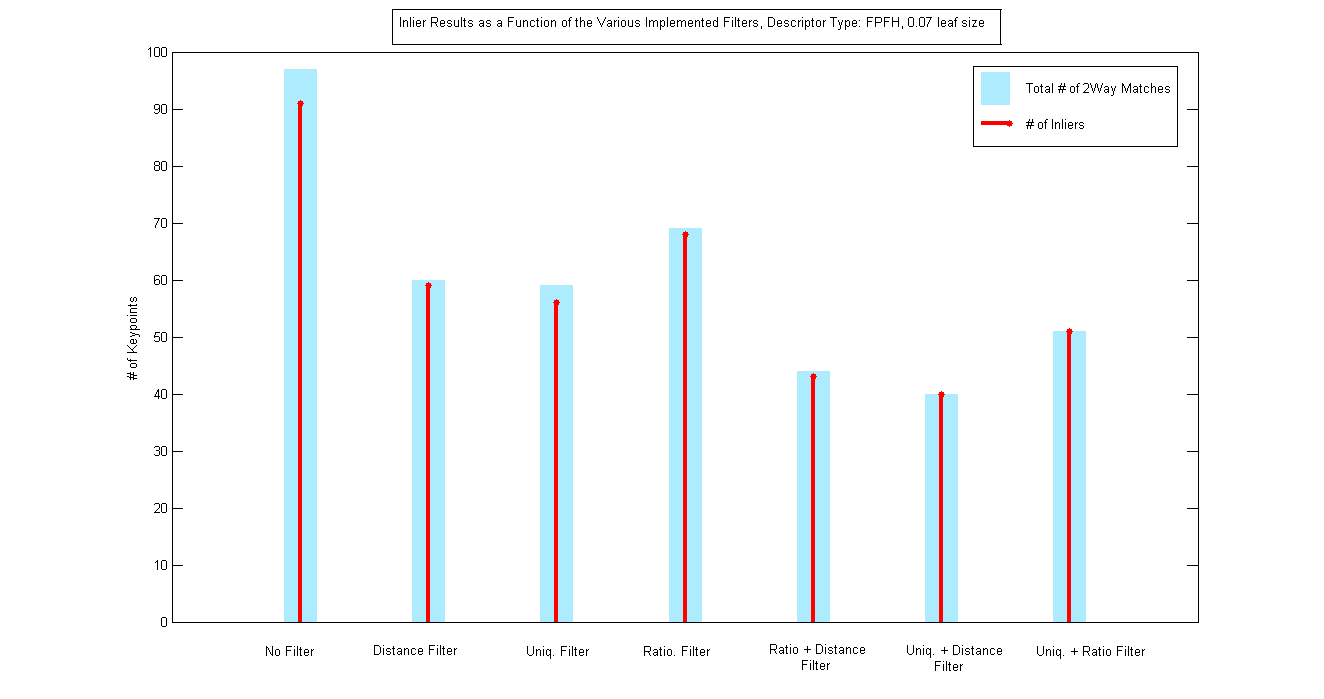 Inlier Results as a Function of the Various Implemented Filters, Descriptor Type: FPFH, 0.07 leaf size
Total # of 2Way Matches
# of Inliers
# of Keypoints
100
90
80
70
60
50
40
30
20
10
0
No Filter
Distance Filter
Uniq. Filter
Ratio. Filter
Ratio + Distance
Filter
Uniq. + Distance
Filter
Uniq. + Ratio Filter